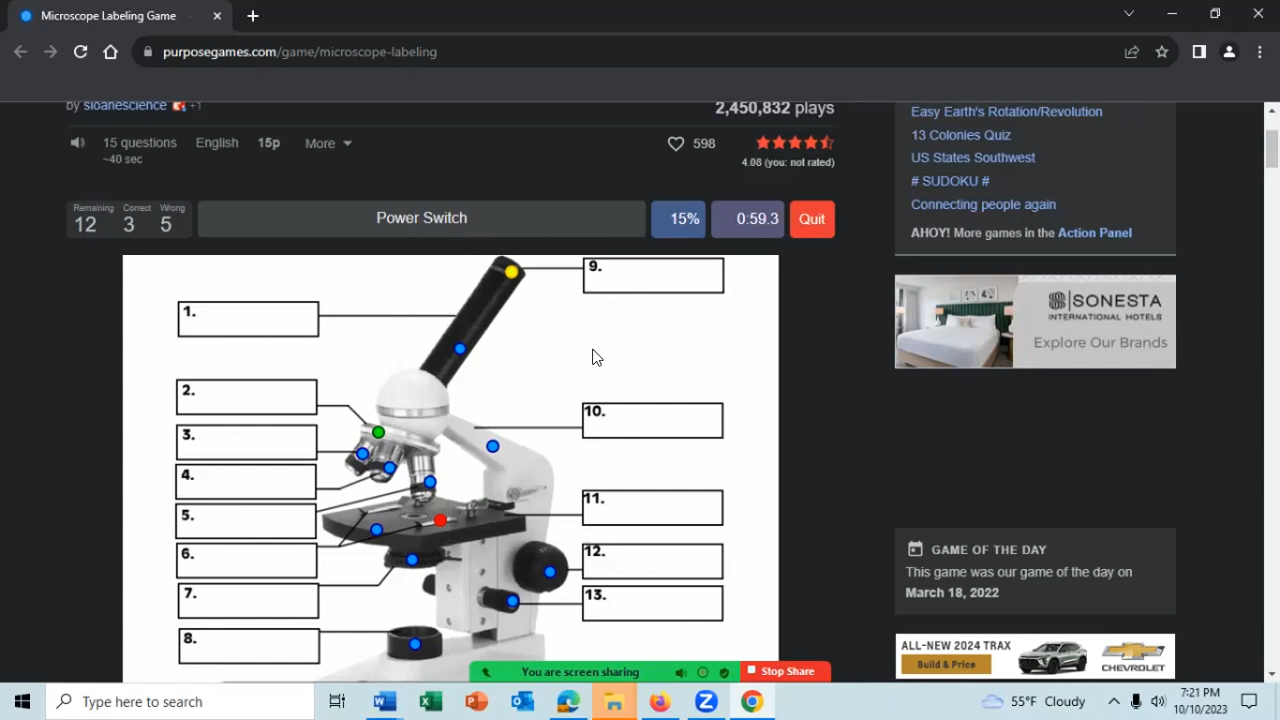 Microscope Labeling Game
purposegames.com/game/microscope-labeling
by sloanescience +1
2,450,832 plays
15 questions English 15p More
~40 sec
598
4.08 (you: not rated)
Remaining Correct Wrong
12 3 5
Power Switch
15%
0:59.3
Quit
1.
2.
3.
4.
5.
6.
7.
8.
9.
10.
11.
12.
13.
Easy Earth's Rotation/Revolution
13 Colonies Quiz
US States Southwest
# SUDOKU #
Connecting people again
AHOY! More games in the Action Panel
SONESTA
INTERNATIONAL HOTELS
Explore Our Brands
GAME OF THE DAY
This game was our game of the day on
March 18, 2022
ALL-NEW 2024 TRAX
Build & Price
CHEVROLET
You are screen sharing
Stop Share
Type here to search
55°F Cloudy
7:21 PM
10/10/2023